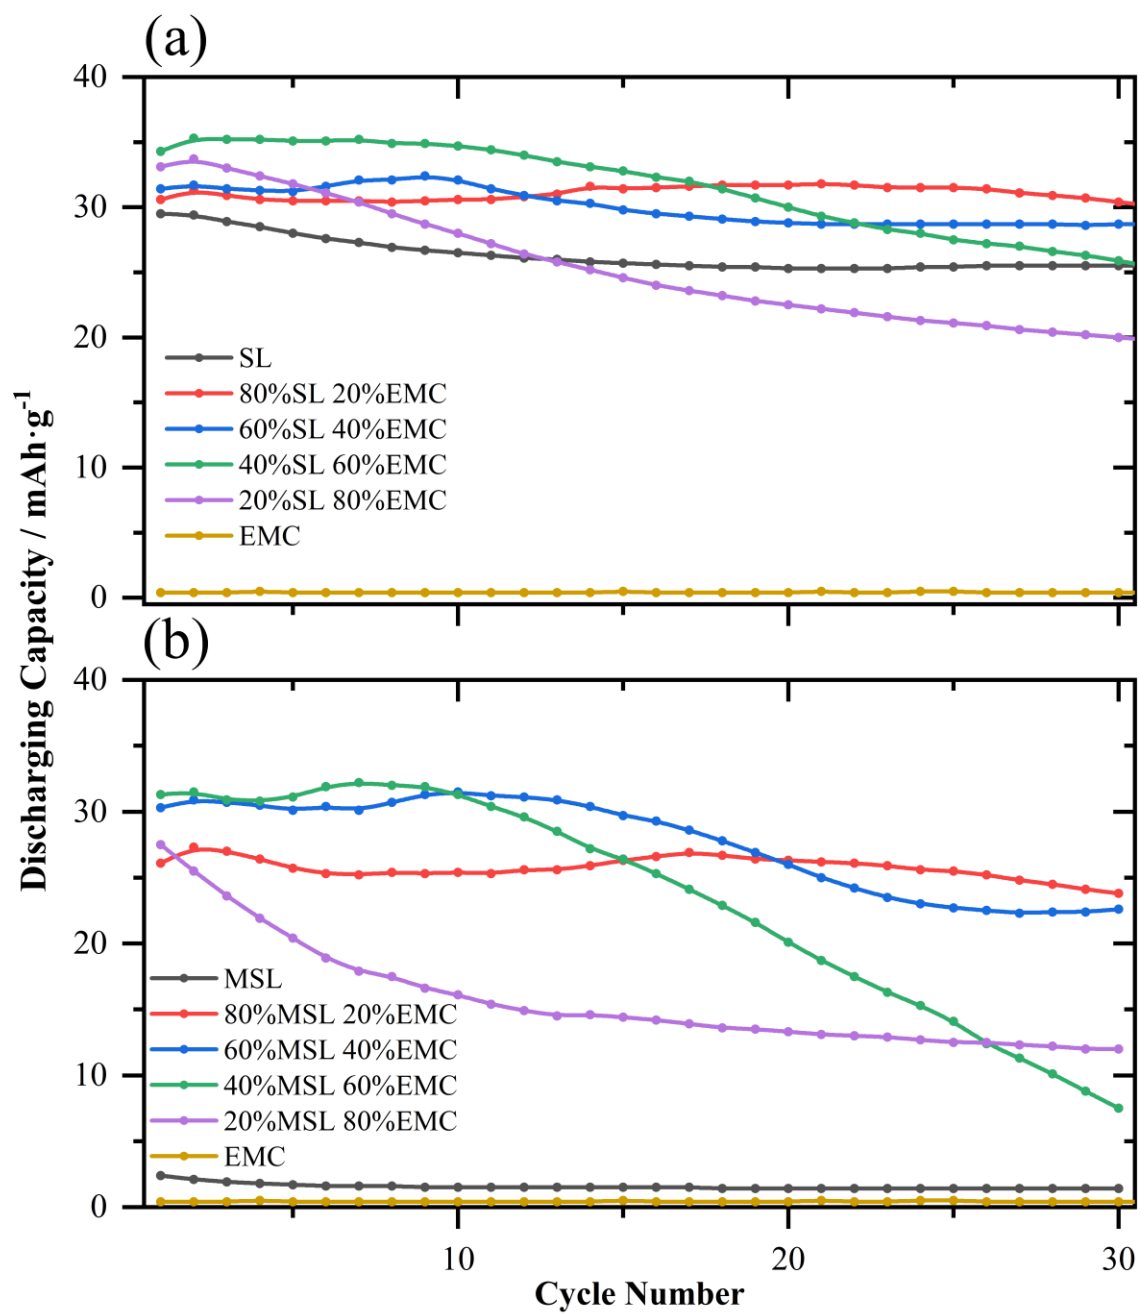 (a)
40
30
20
10
0
SL
80%SL 20%EMC
60%SL 40%EMC
40%SL 60%EMC
20%SL 80%EMC
EMC
Discharging Capacity / mAh·g⁻¹
(b)
40
30
20
10
0
MSL
80%MSL 20%EMC
60%MSL 40%EMC
40%MSL 60%EMC
20%MSL 80%EMC
EMC
10 20 30
Cycle Number